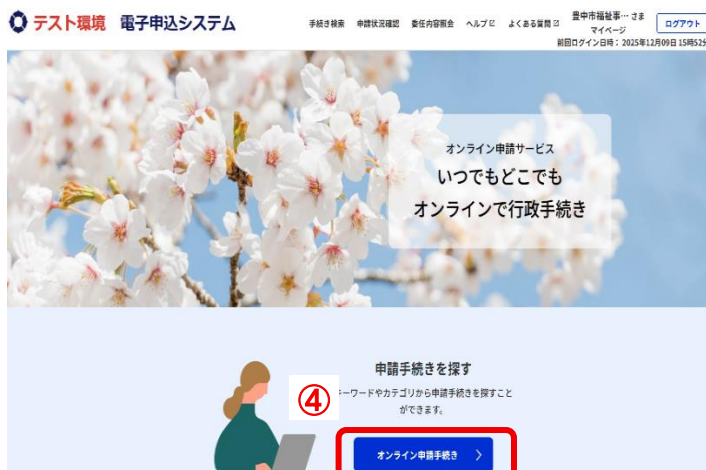 テスト環境 電子申込システム
手続き検索 申請状況確認 委任内容照会 ヘルプ よくある質問
豊中市福祉事… さま
マイページ
ログアウト
前回ログイン日時：2025年12月09日 15時52分
オンライン申請サービス
いつでもどこでも
オンラインで行政手続き
申請手続きを探す
④
ーワードやカテゴリから申請手続きを探すこと
ができます。
オンライン申請手続き